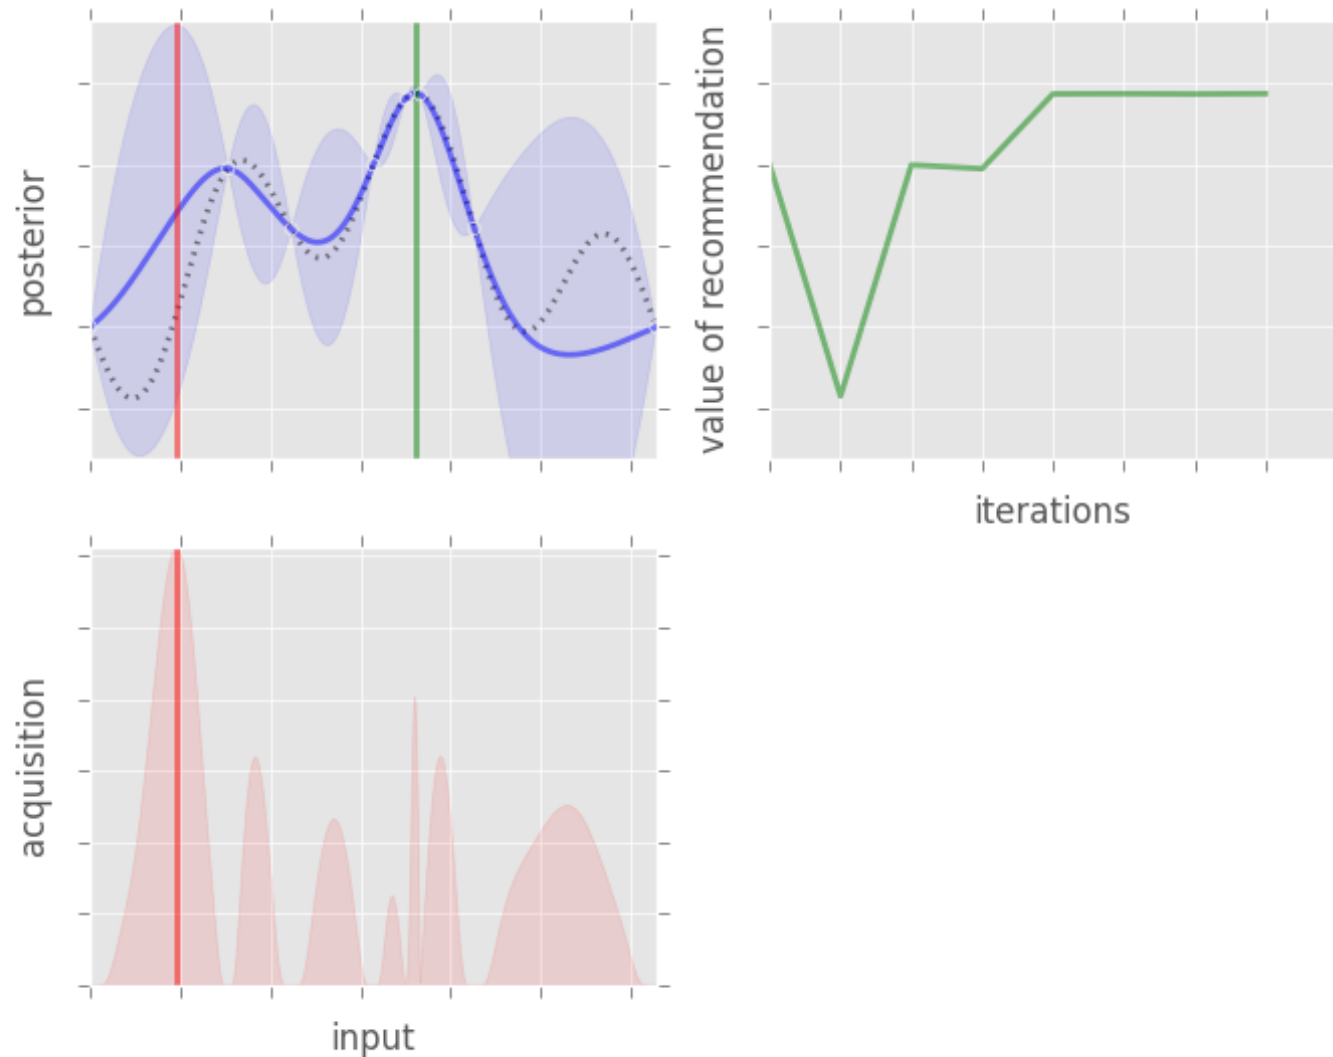 posterior
value of recommendation
iterations
acquisition
input